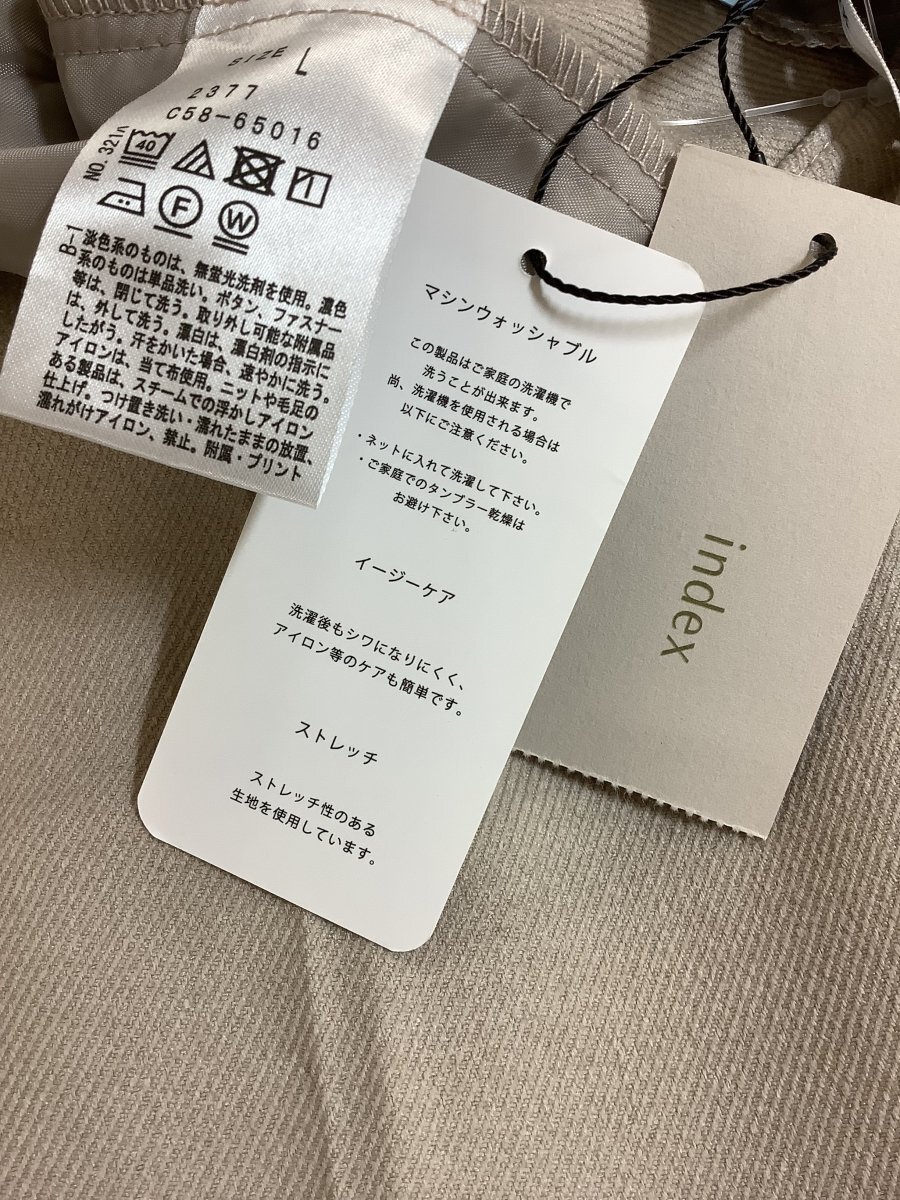 SIZE L
2377
C58-65016
NO. 321n
40
1
F
W
B-1
淡色系のものは、無蛍光洗剤を使用。濃色
系のものは単品洗い。ボタン、ファスナー
等は、閉じて洗う。取り外し可能な附属品
は、外して洗う。漂白は、漂白剤の指示に
したがう。汗をかいた場合、速やかに洗う。
アイロンは、当て布使用。ニットや毛足の
ある製品は、スチームでの浮かしアイロン
仕上げ。つけ置き洗い・濡れたままの放置、
濡れがけアイロン、禁止。附属・プリント
マシンウォッシャブル
この製品はご家庭の洗濯機で
洗うことが出来ます。
尚、洗濯機を使用される場合は
以下にご注意ください。
・ネットに入れて洗濯して下さい。
・ご家庭でのタンブラー乾燥は
お避け下さい。
イージーケア
洗濯後もシワになりにくく、
アイロン等のケアも簡単です。
ストレッチ
ストレッチ性のある
生地を使用しています。
index